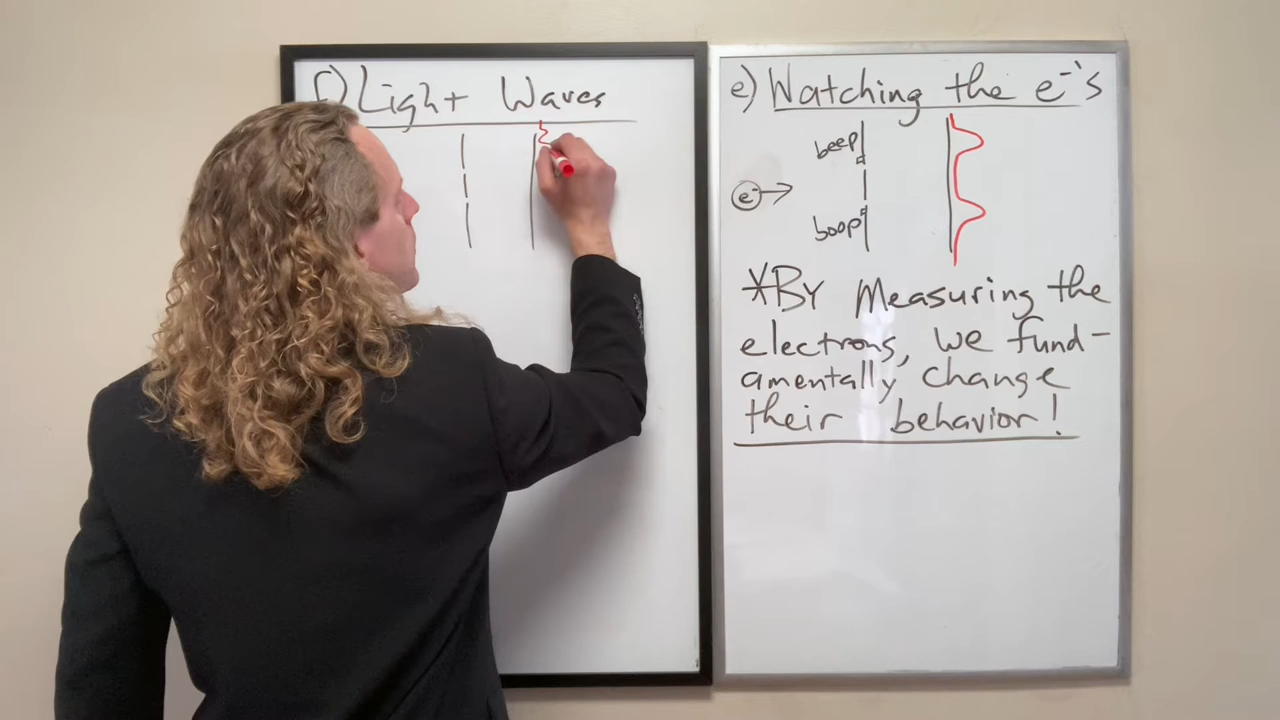 f) Light Waves
e) Watching the e⁻'s
beep
e⁻
boop
*By Measuring the
electrons, we fund-
amentally change
their behavior!